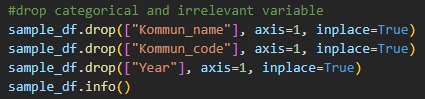 #drop categorical and irrelevant variable
sample_df.drop(["Kommun_name"], axis=1, inplace=True)
sample_df.drop(["Kommun_code"], axis=1, inplace=True)
sample_df.drop(["Year"], axis=1, inplace=True)
sample_df.info()